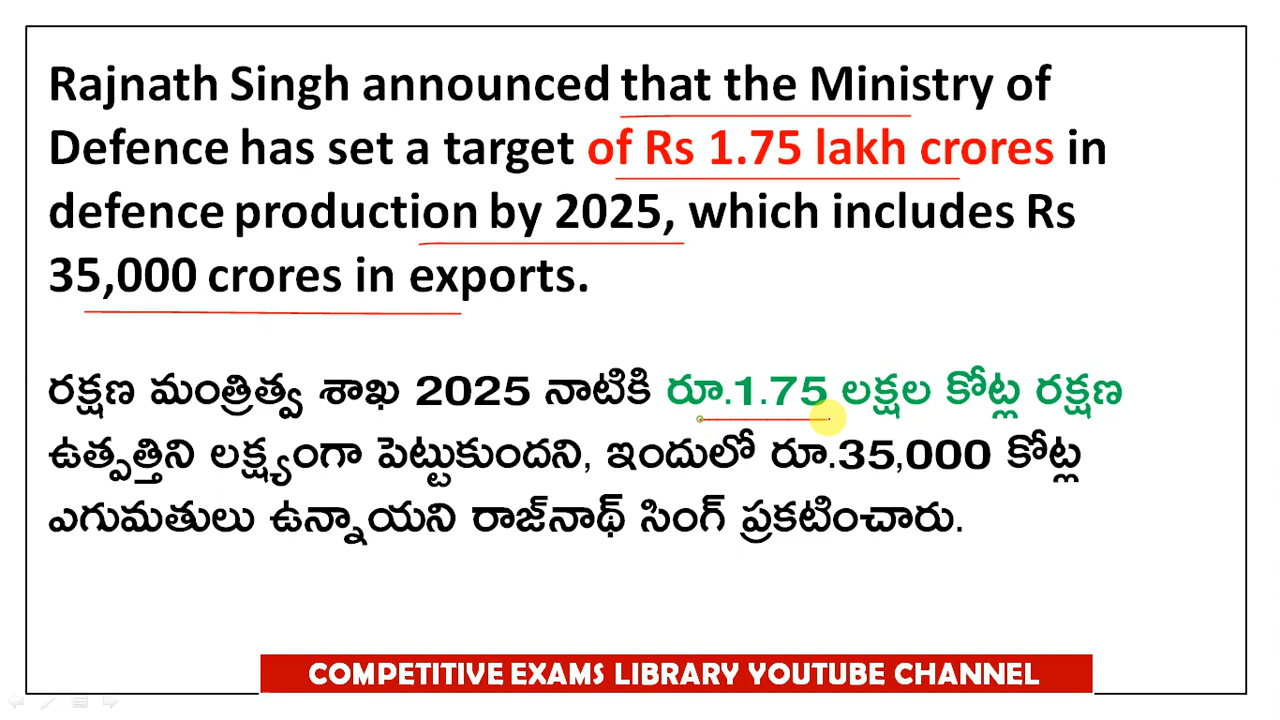 Rajnath Singh announced that the Ministry of
Defence has set a target of Rs 1.75 lakh crores in
defence production by 2025, which includes Rs
35,000 crores in exports.
రక్షణ మంత్రిత్వ శాఖ 2025 నాటికి రూ.1.75 లక్షల కోట్ల రక్షణ
ఉత్పత్తిని లక్ష్యంగా పెట్టుకుందని, ఇందులో రూ.35,000 కోట్ల
ఎగుమతులు ఉన్నాయని రాజ్‌నాథ్ సింగ్ ప్రకటించారు.
COMPETITIVE EXAMS LIBRARY YOUTUBE CHANNEL